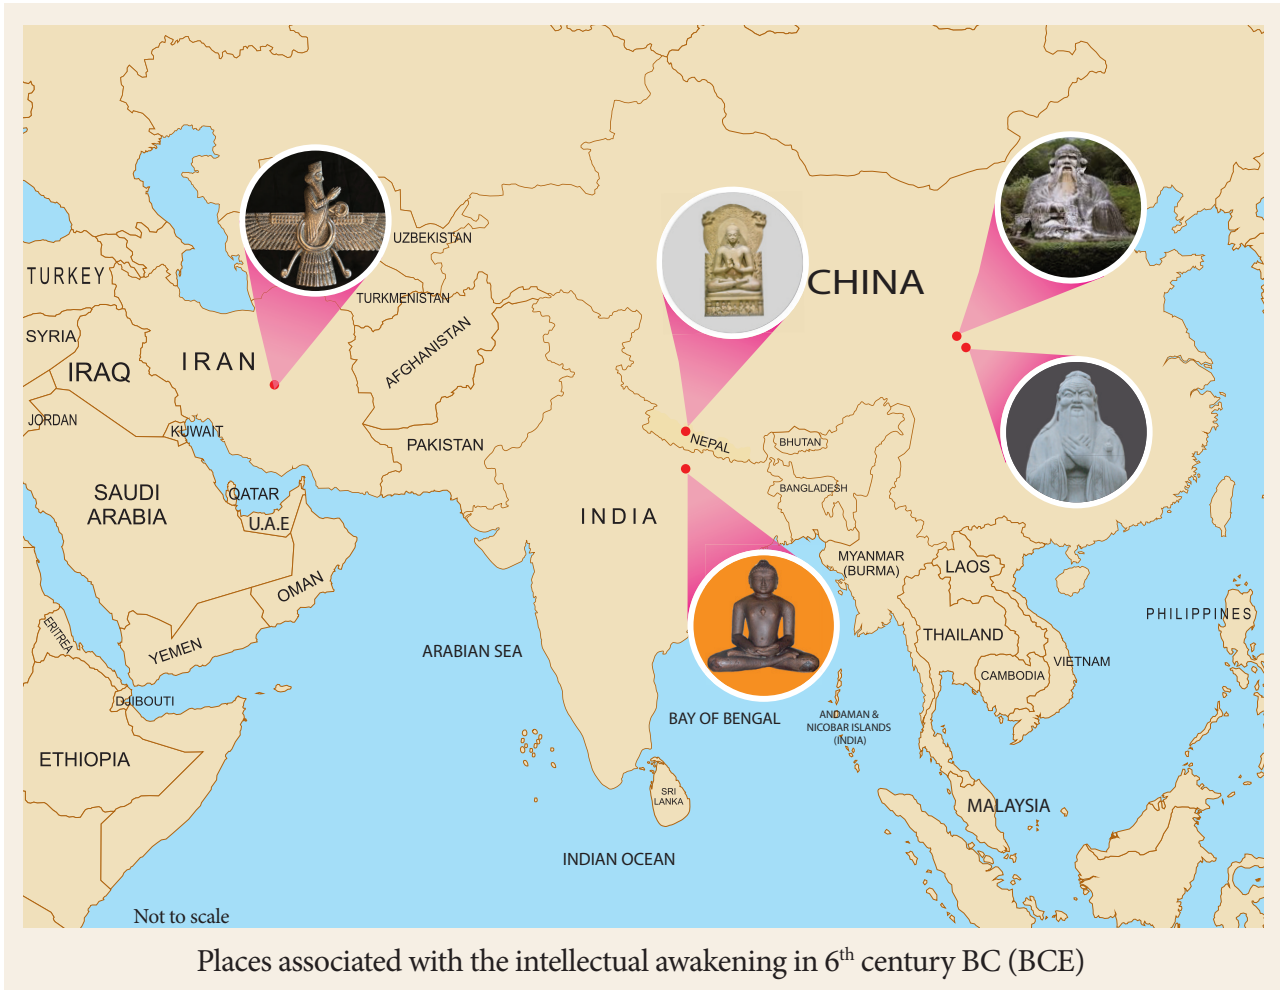 UZBEKISTAN
CHINA
TURKEY
TURKMENISTAN
SYRIA
IRAN
AFGHANISTAN
IRAQ
JORDAN
KUWAIT
PAKISTAN
NEPAL
BHUTAN
SAUDI
ARABIA
QATAR
BANGLADESH
U.A.E
INDIA
MYANMAR
(BURMA)
LAOS
OMAN
PHILIPPINES
ERITREA
YEMEN
THAILAND
ARABIAN SEA
VIETNAM
CAMBODIA
DJIBOUTI
BAY OF BENGAL
ANDAMAN &
NICOBAR ISLANDS
(INDIA)
ETHIOPIA
SRI
LANKA
MALAYSIA
INDIAN OCEAN
Not to scale
Places associated with the intellectual awakening in 6th century BC (BCE)